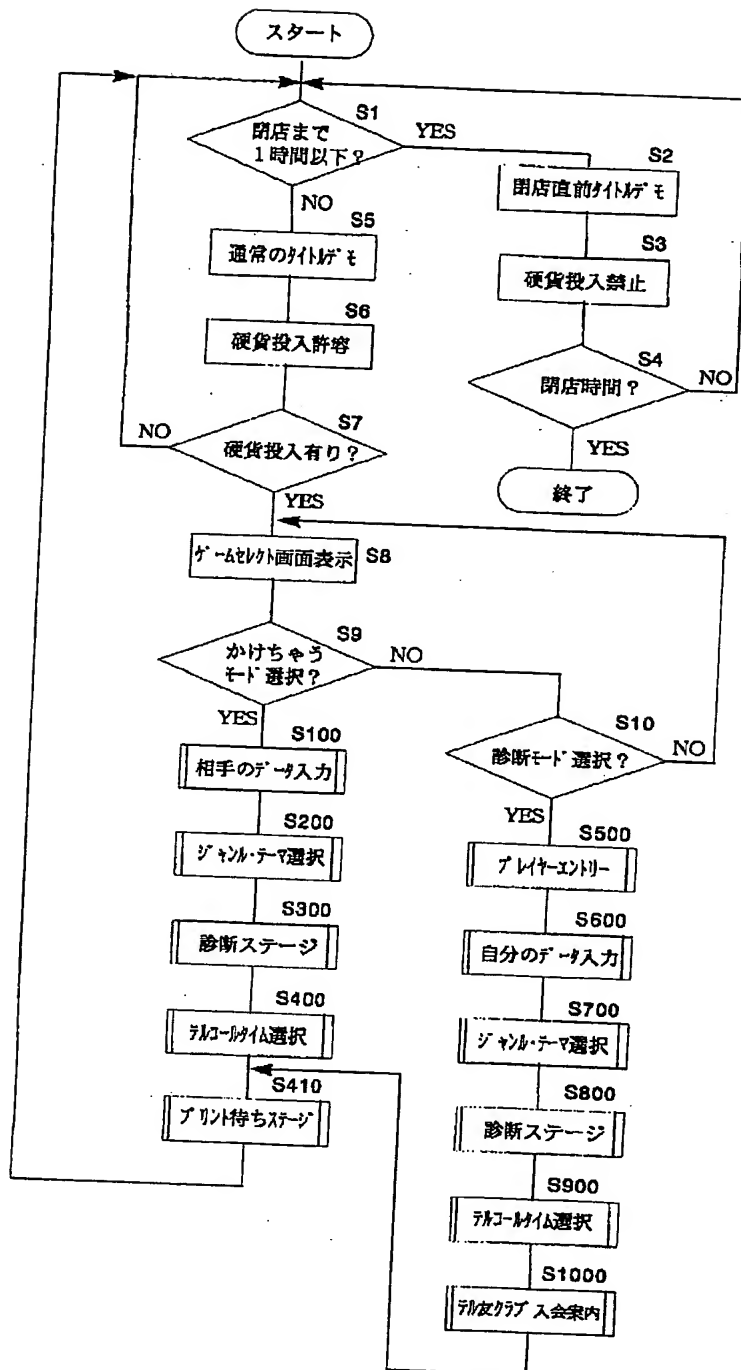 スタート
S1
閉店まで
1時間以下?
YES
NO
S2
閉店直前タイトルデモ
S3
硬貨投入禁止
S4
閉店時間?
NO
YES
終了
S5
通常のタイトルデモ
S6
硬貨投入許容
S7
NO
硬貨投入有り?
YES
ゲームセレクト画面表示
S8
S9
かけちゃう
モード選択?
NO
YES
S10
診断モード選択?
NO
YES
S100
相手のデータ入力
S200
ジャンル・テーマ選択
S300
診断ステージ
S400
テルコールタイム選択
S410
プリント待ちステージ
S500
プレイヤーエントリー
S600
自分のデータ入力
S700
ジャンル・テーマ選択
S800
診断ステージ
S900
テルコールタイム選択
S1000
テル友クラブ入会案内